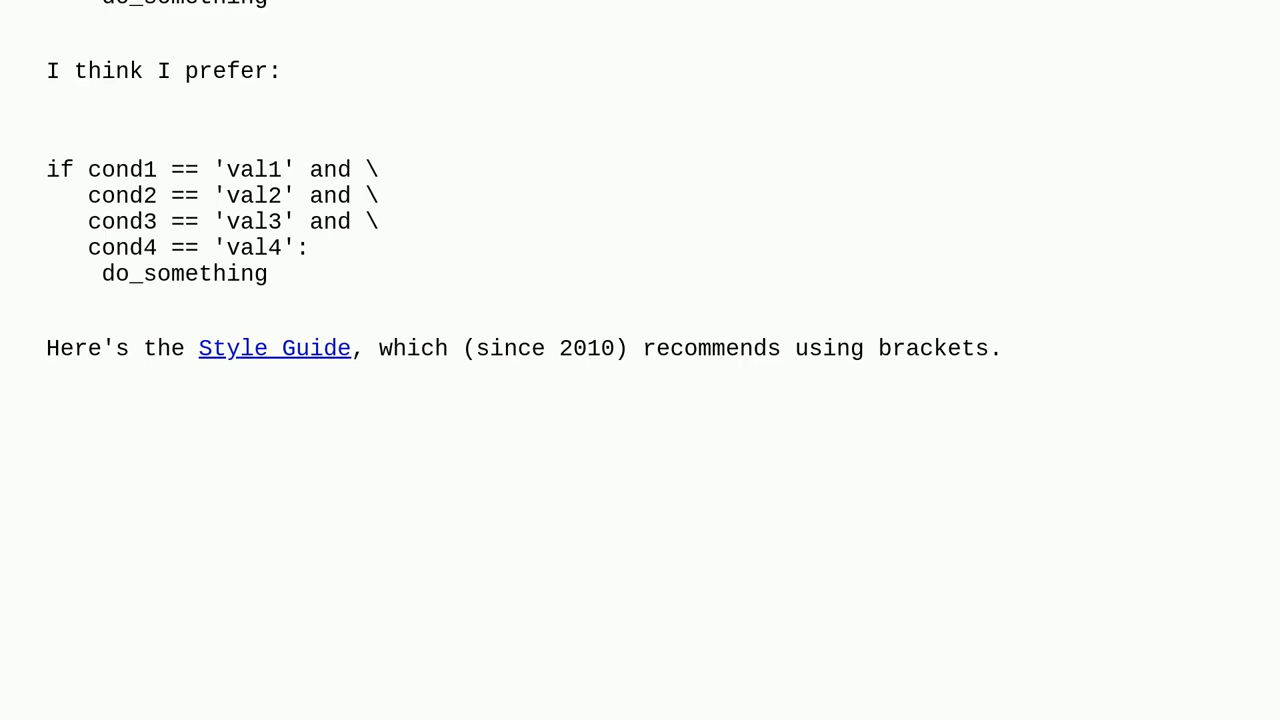 do_something
I think I prefer:
if cond1 == 'val1' and \
   cond2 == 'val2' and \
   cond3 == 'val3' and \
   cond4 == 'val4':
    do_something
Here's the Style Guide, which (since 2010) recommends using brackets.